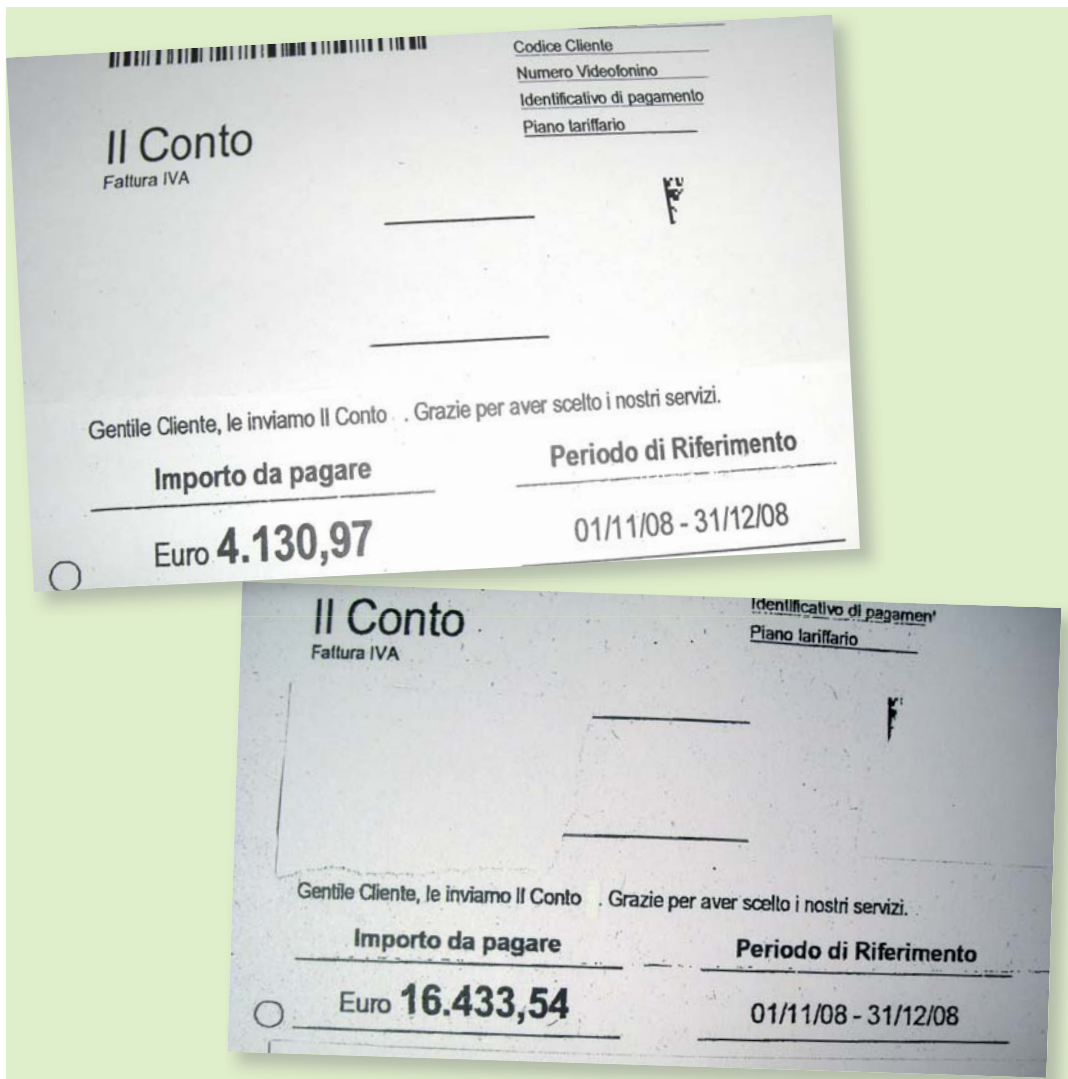 Codice Cliente
Numero Videofonino
Identificativo di pagamento
Piano tariffario
Il Conto
Fattura IVA
Gentile Cliente, le inviamo Il Conto . Grazie per aver scelto i nostri servizi.
Importo da pagare
Periodo di Riferimento
Euro 4.130,97
01/11/08 - 31/12/08
Il Conto
Fattura IVA
Identificativo di pagament
Piano tariffario
Gentile Cliente, le inviamo Il Conto . Grazie per aver scelto i nostri servizi.
Importo da pagare
Periodo di Riferimento
Euro 16.433,54
01/11/08 - 31/12/08